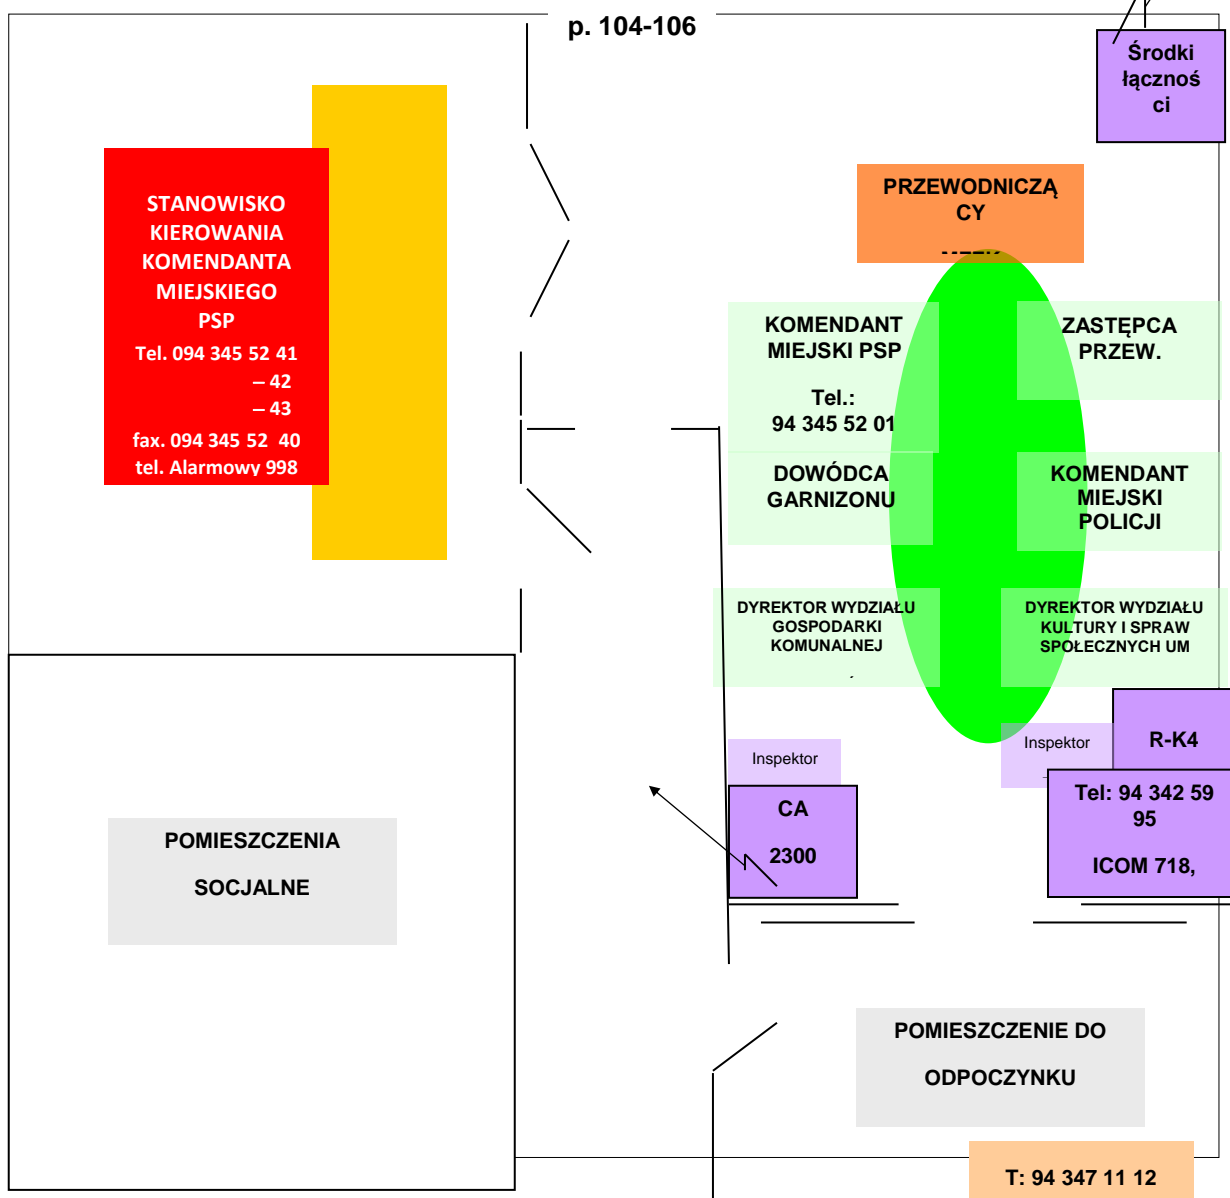 p. 104-106
Środki
łącznoś
ci
STANOWISKO
KIEROWANIA
KOMENDANTA
MIEJSKIEGO
PSP
Tel. 094 345 52 41
– 42
– 43
fax. 094 345 52 40
tel. Alarmowy 998
PRZEWODNICZĄ
CY
KOMENDANT
MIEJSKI PSP
Tel.:
94 345 52 01
ZASTĘPCA
PRZEW.
DOWÓDCA
GARNIZONU
KOMENDANT
MIEJSKI
POLICJI
DYREKTOR WYDZIAŁU
GOSPODARKI
KOMUNALNEJ
DYREKTOR WYDZIAŁU
KULTURY I SPRAW
SPOŁECZNYCH UM
Inspektor
CA
2300
Inspektor
R-K4
Tel: 94 342 59
95
ICOM 718,
POMIESZCZENIA
SOCJALNE
POMIESZCZENIE DO
ODPOCZYNKU
T: 94 347 11 12